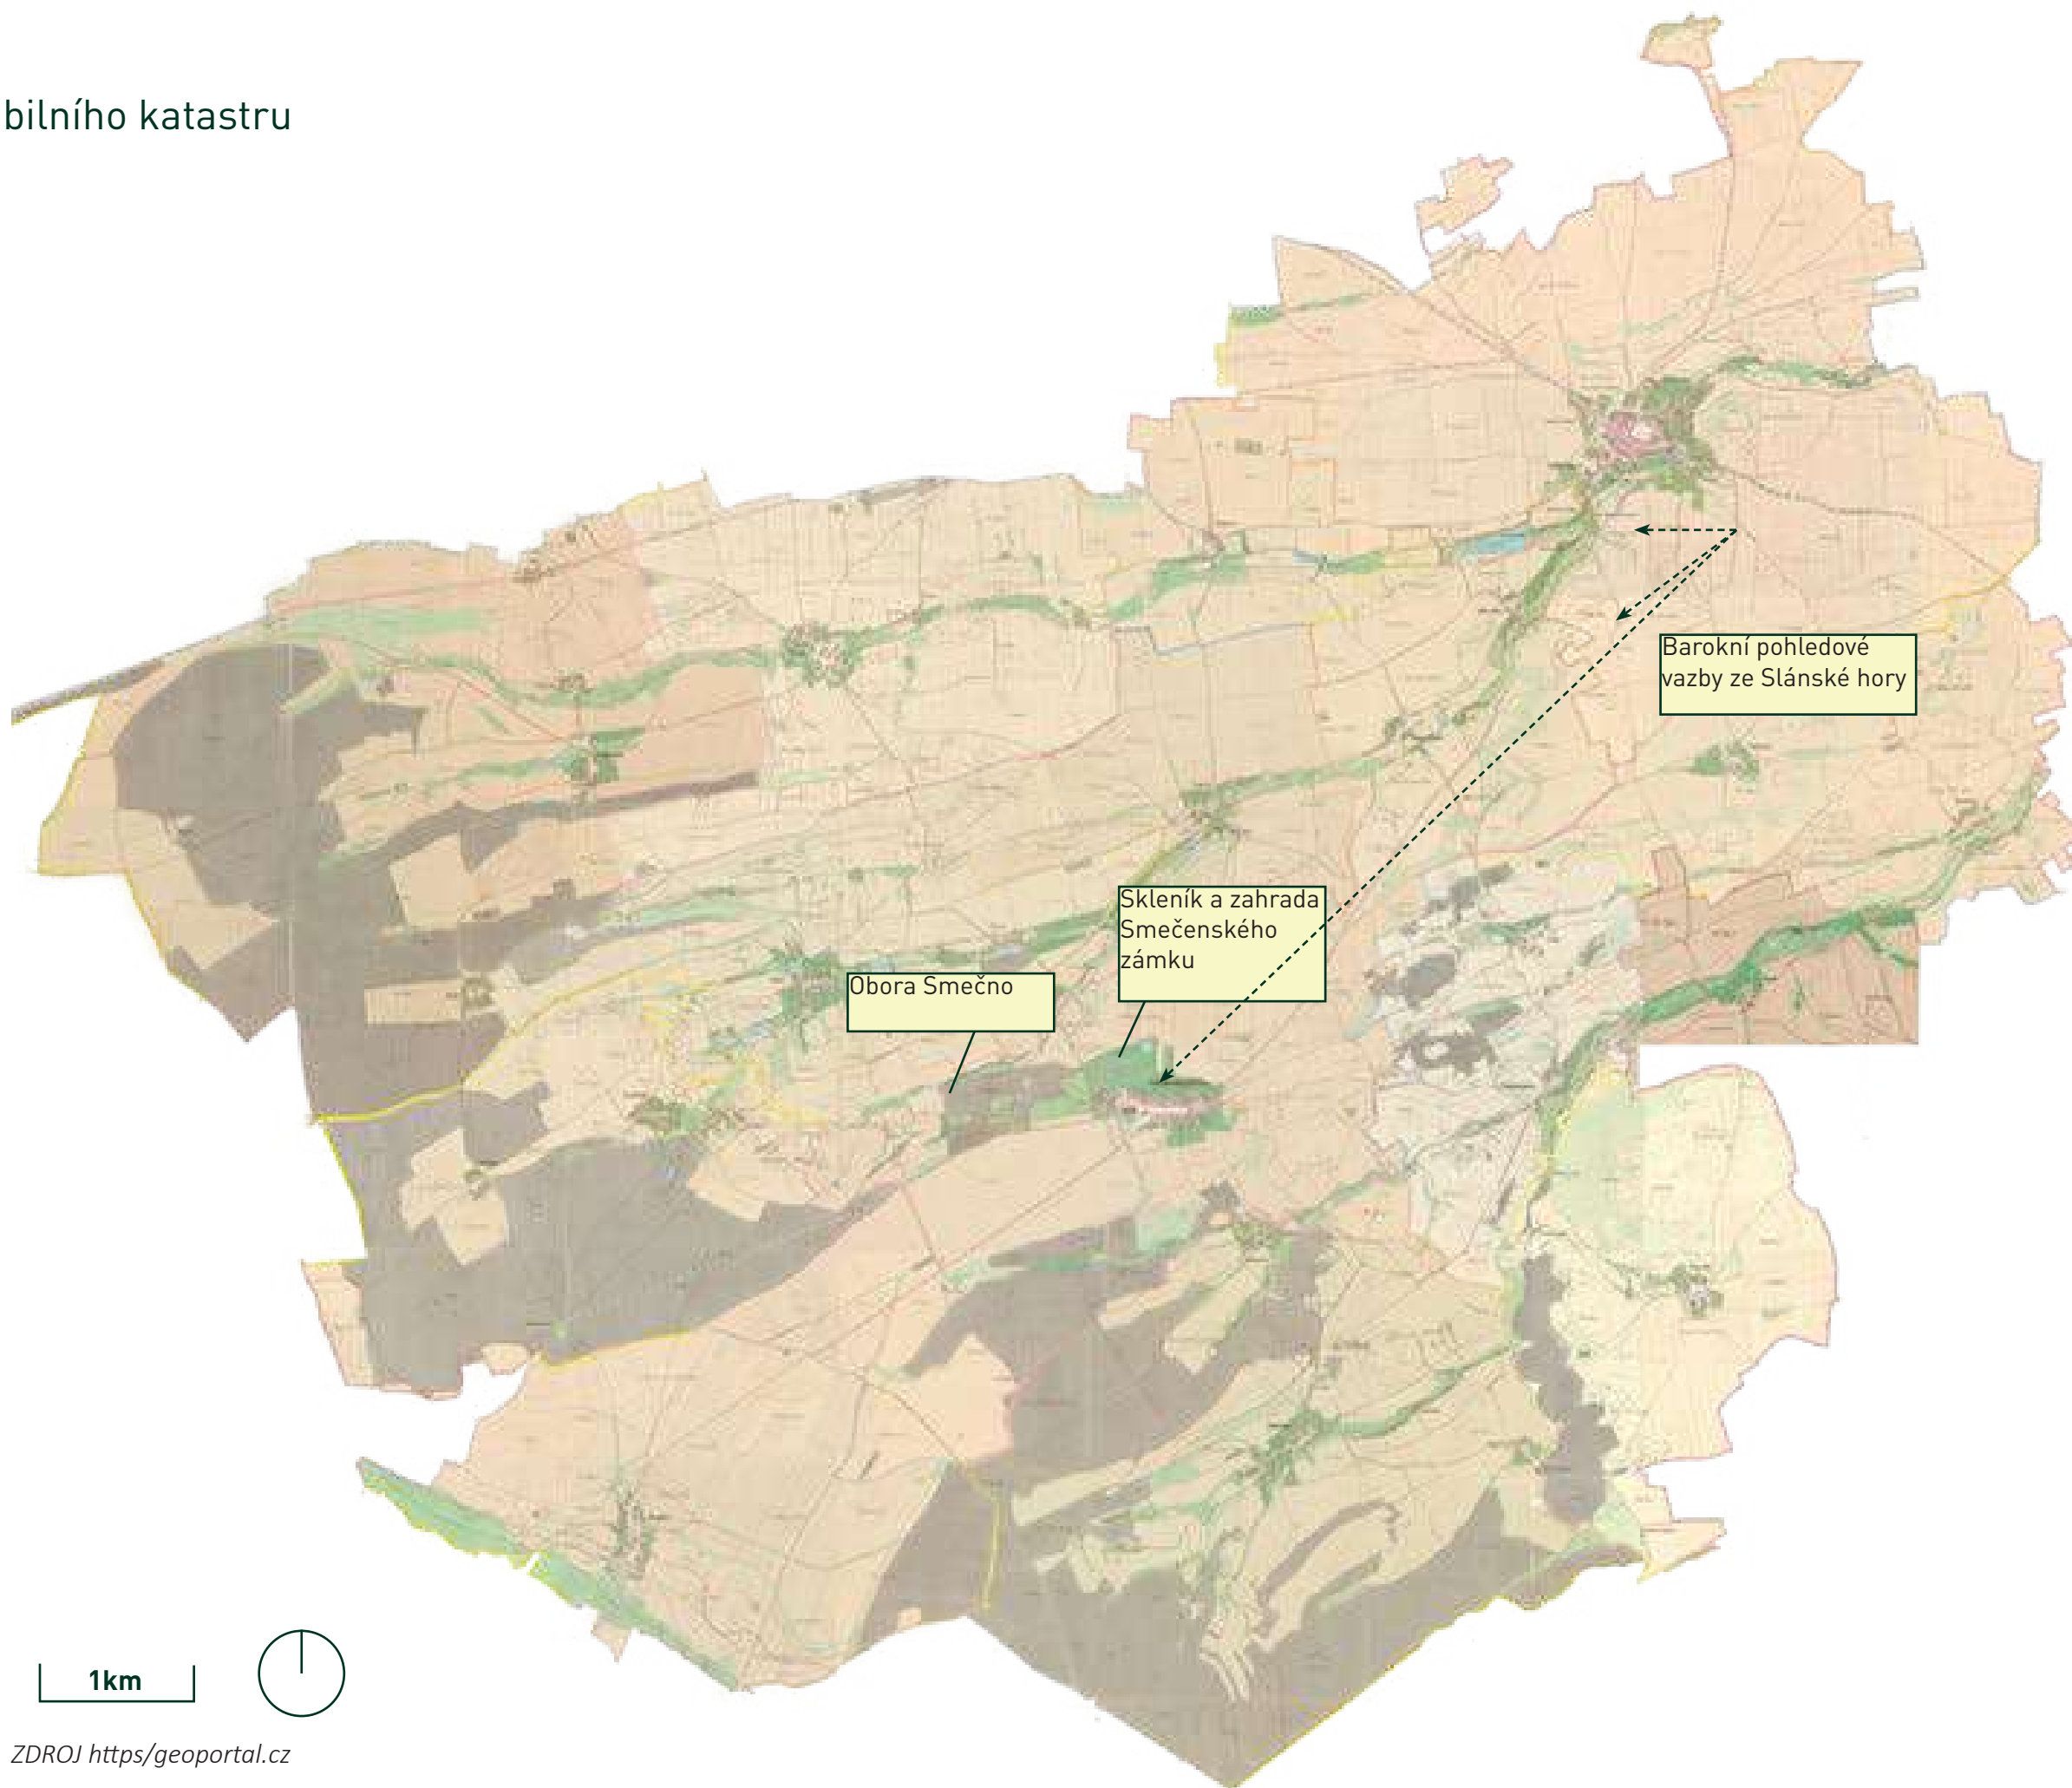 bilního katastru
Barokní pohledové
vazby ze Slánské hory
Skleník a zahrada
Smečenského
zámku
Obora Smečno
1km
ZDROJ https/geoportal.cz